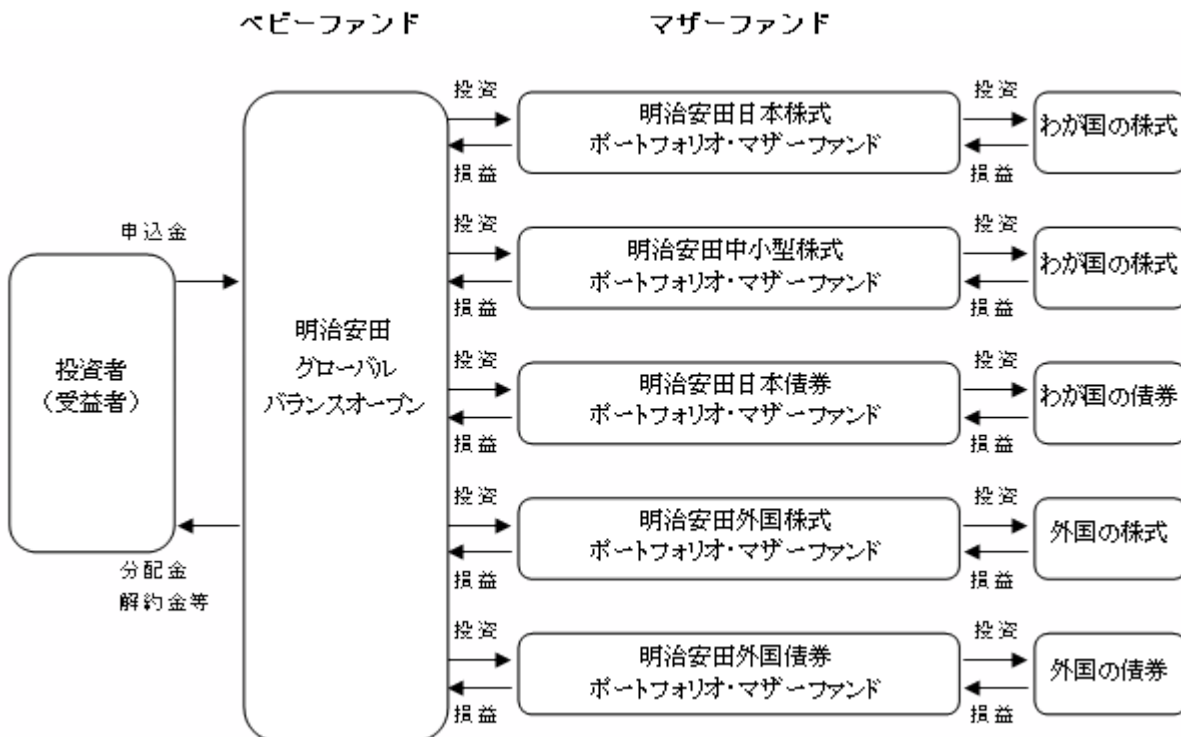 ベビーファンド
マザーファンド
投資者
（受益者）
申込金
分配金
解約金等
明治安田
グローバル
バランスオープン
投資
損益
明治安田日本株式
ポートフォリオ・マザーファンド
投資
損益
わが国の株式
投資
損益
明治安田中小型株式
ポートフォリオ・マザーファンド
投資
損益
わが国の株式
投資
損益
明治安田日本債券
ポートフォリオ・マザーファンド
投資
損益
わが国の債券
投資
損益
明治安田外国株式
ポートフォリオ・マザーファンド
投資
損益
外国の株式
投資
損益
明治安田外国債券
ポートフォリオ・マザーファンド
投資
損益
外国の債券